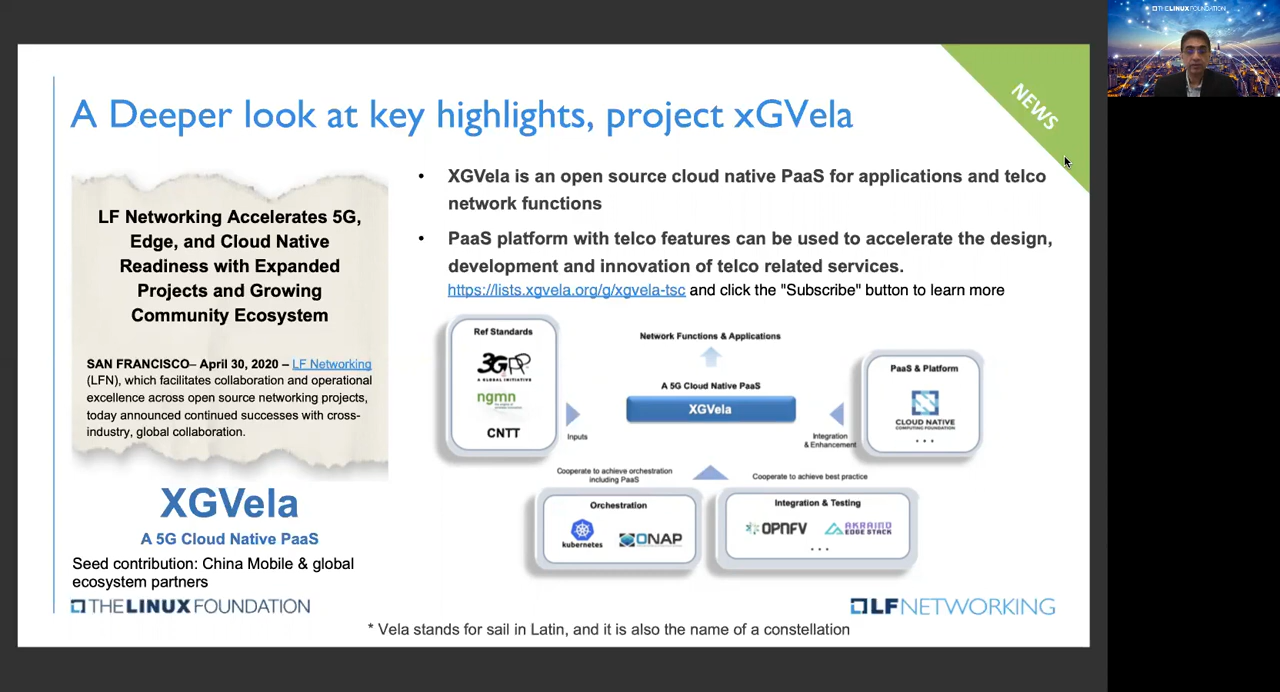 THE LINUX FOUNDATION
NEWS
A Deeper look at key highlights, project xGVela
LF Networking Accelerates 5G,
Edge, and Cloud Native
Readiness with Expanded
Projects and Growing
Community Ecosystem
SAN FRANCISCO– April 30, 2020 – LF Networking
(LFN), which facilitates collaboration and operational
excellence across open source networking projects,
today announced continued successes with cross-
industry, global collaboration.
XGVela
A 5G Cloud Native PaaS
Seed contribution: China Mobile & global
ecosystem partners
• XGVela is an open source cloud native PaaS for applications and telco
network functions
• PaaS platform with telco features can be used to accelerate the design,
development and innovation of telco related services.
https://lists.xgvela.org/g/xgvela-tsc and click the "Subscribe" button to learn more
Ref Standards
3GPP
A GLOBAL INITIATIVE
ngmn
CNTT
Inputs
Network Functions & Applications
A 5G Cloud Native PaaS
XGVela
Integration
& Enhancement
PaaS & Platform
CLOUD NATIVE
COMPUTING FOUNDATION
...
Cooperate to achieve orchestration
including PaaS
Cooperate to achieve best practice
Orchestration
kubernetes
ONAP
Integration & Testing
OPNFV
AKRAINO
EDGE STACK
...
THE LINUX FOUNDATION
LF NETWORKING
* Vela stands for sail in Latin, and it is also the name of a constellation